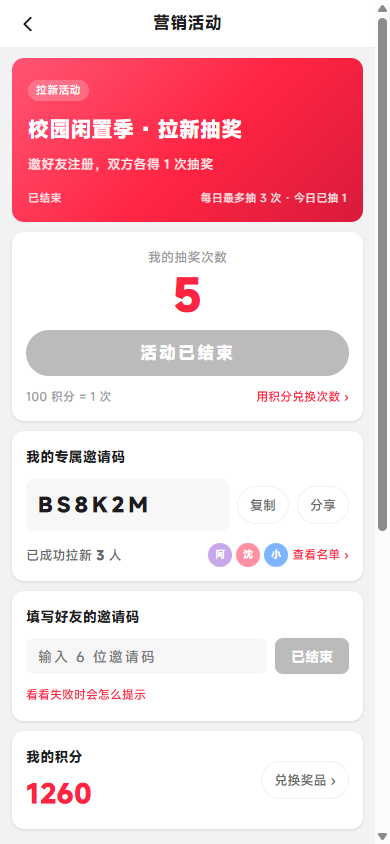 营销活动
拉新活动
校园闲置季 · 拉新抽奖
邀好友注册，双方各得 1 次抽奖
已结束
每日最多抽 3 次 · 今日已抽 1
我的抽奖次数
5
活动已结束
100 积分 = 1 次
用积分兑换次数 ›
我的专属邀请码
BS8K2M
复制
分享
已成功拉新 3 人
阿
沈
小
查看名单 ›
填写好友的邀请码
输入 6 位邀请码
已结束
看看失败时会怎么提示
我的积分
1260
兑换奖品 ›